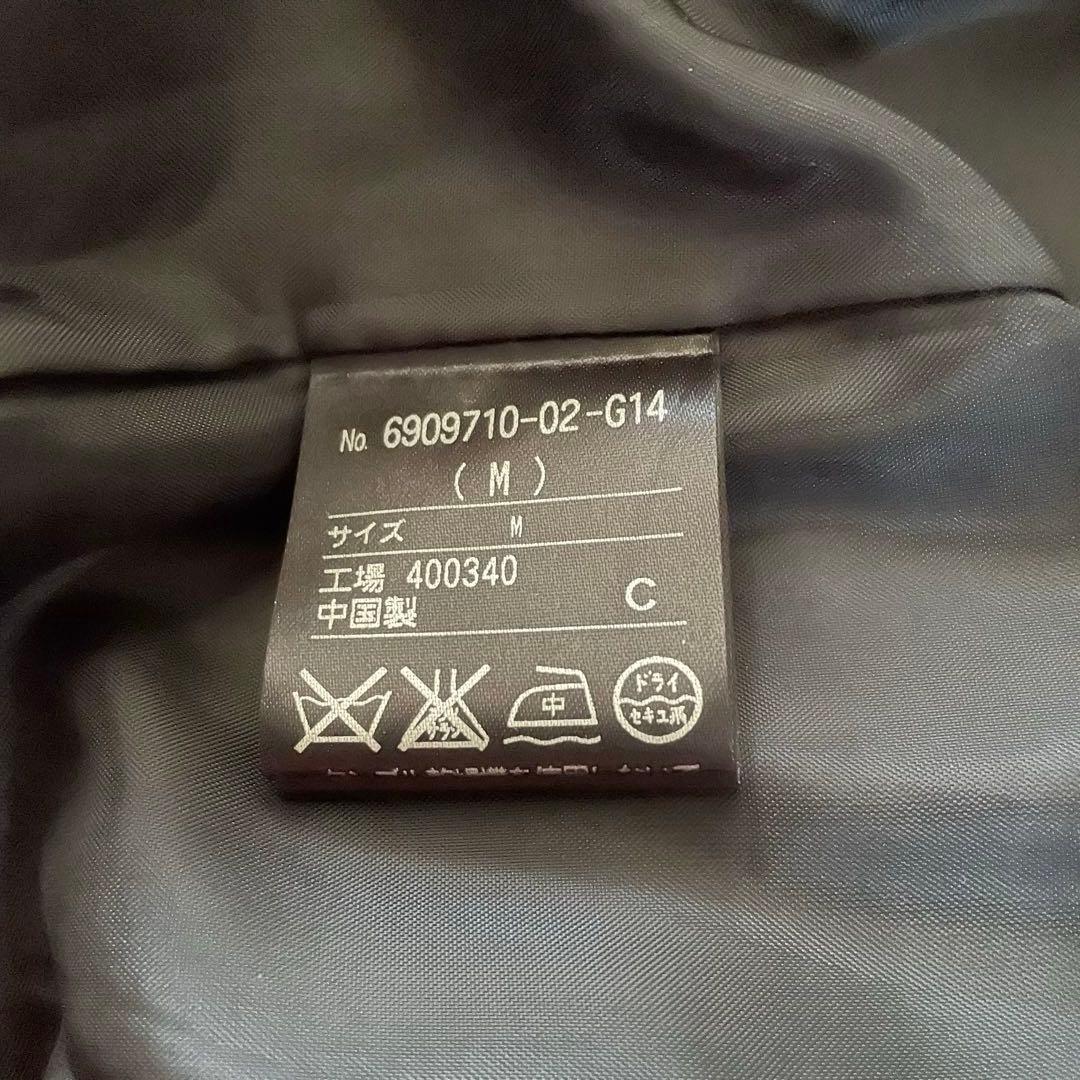 No. 6909710-02-G14
( M )
サイズ M
工場 400340
中国製 C
中
ドライ
セキユ系